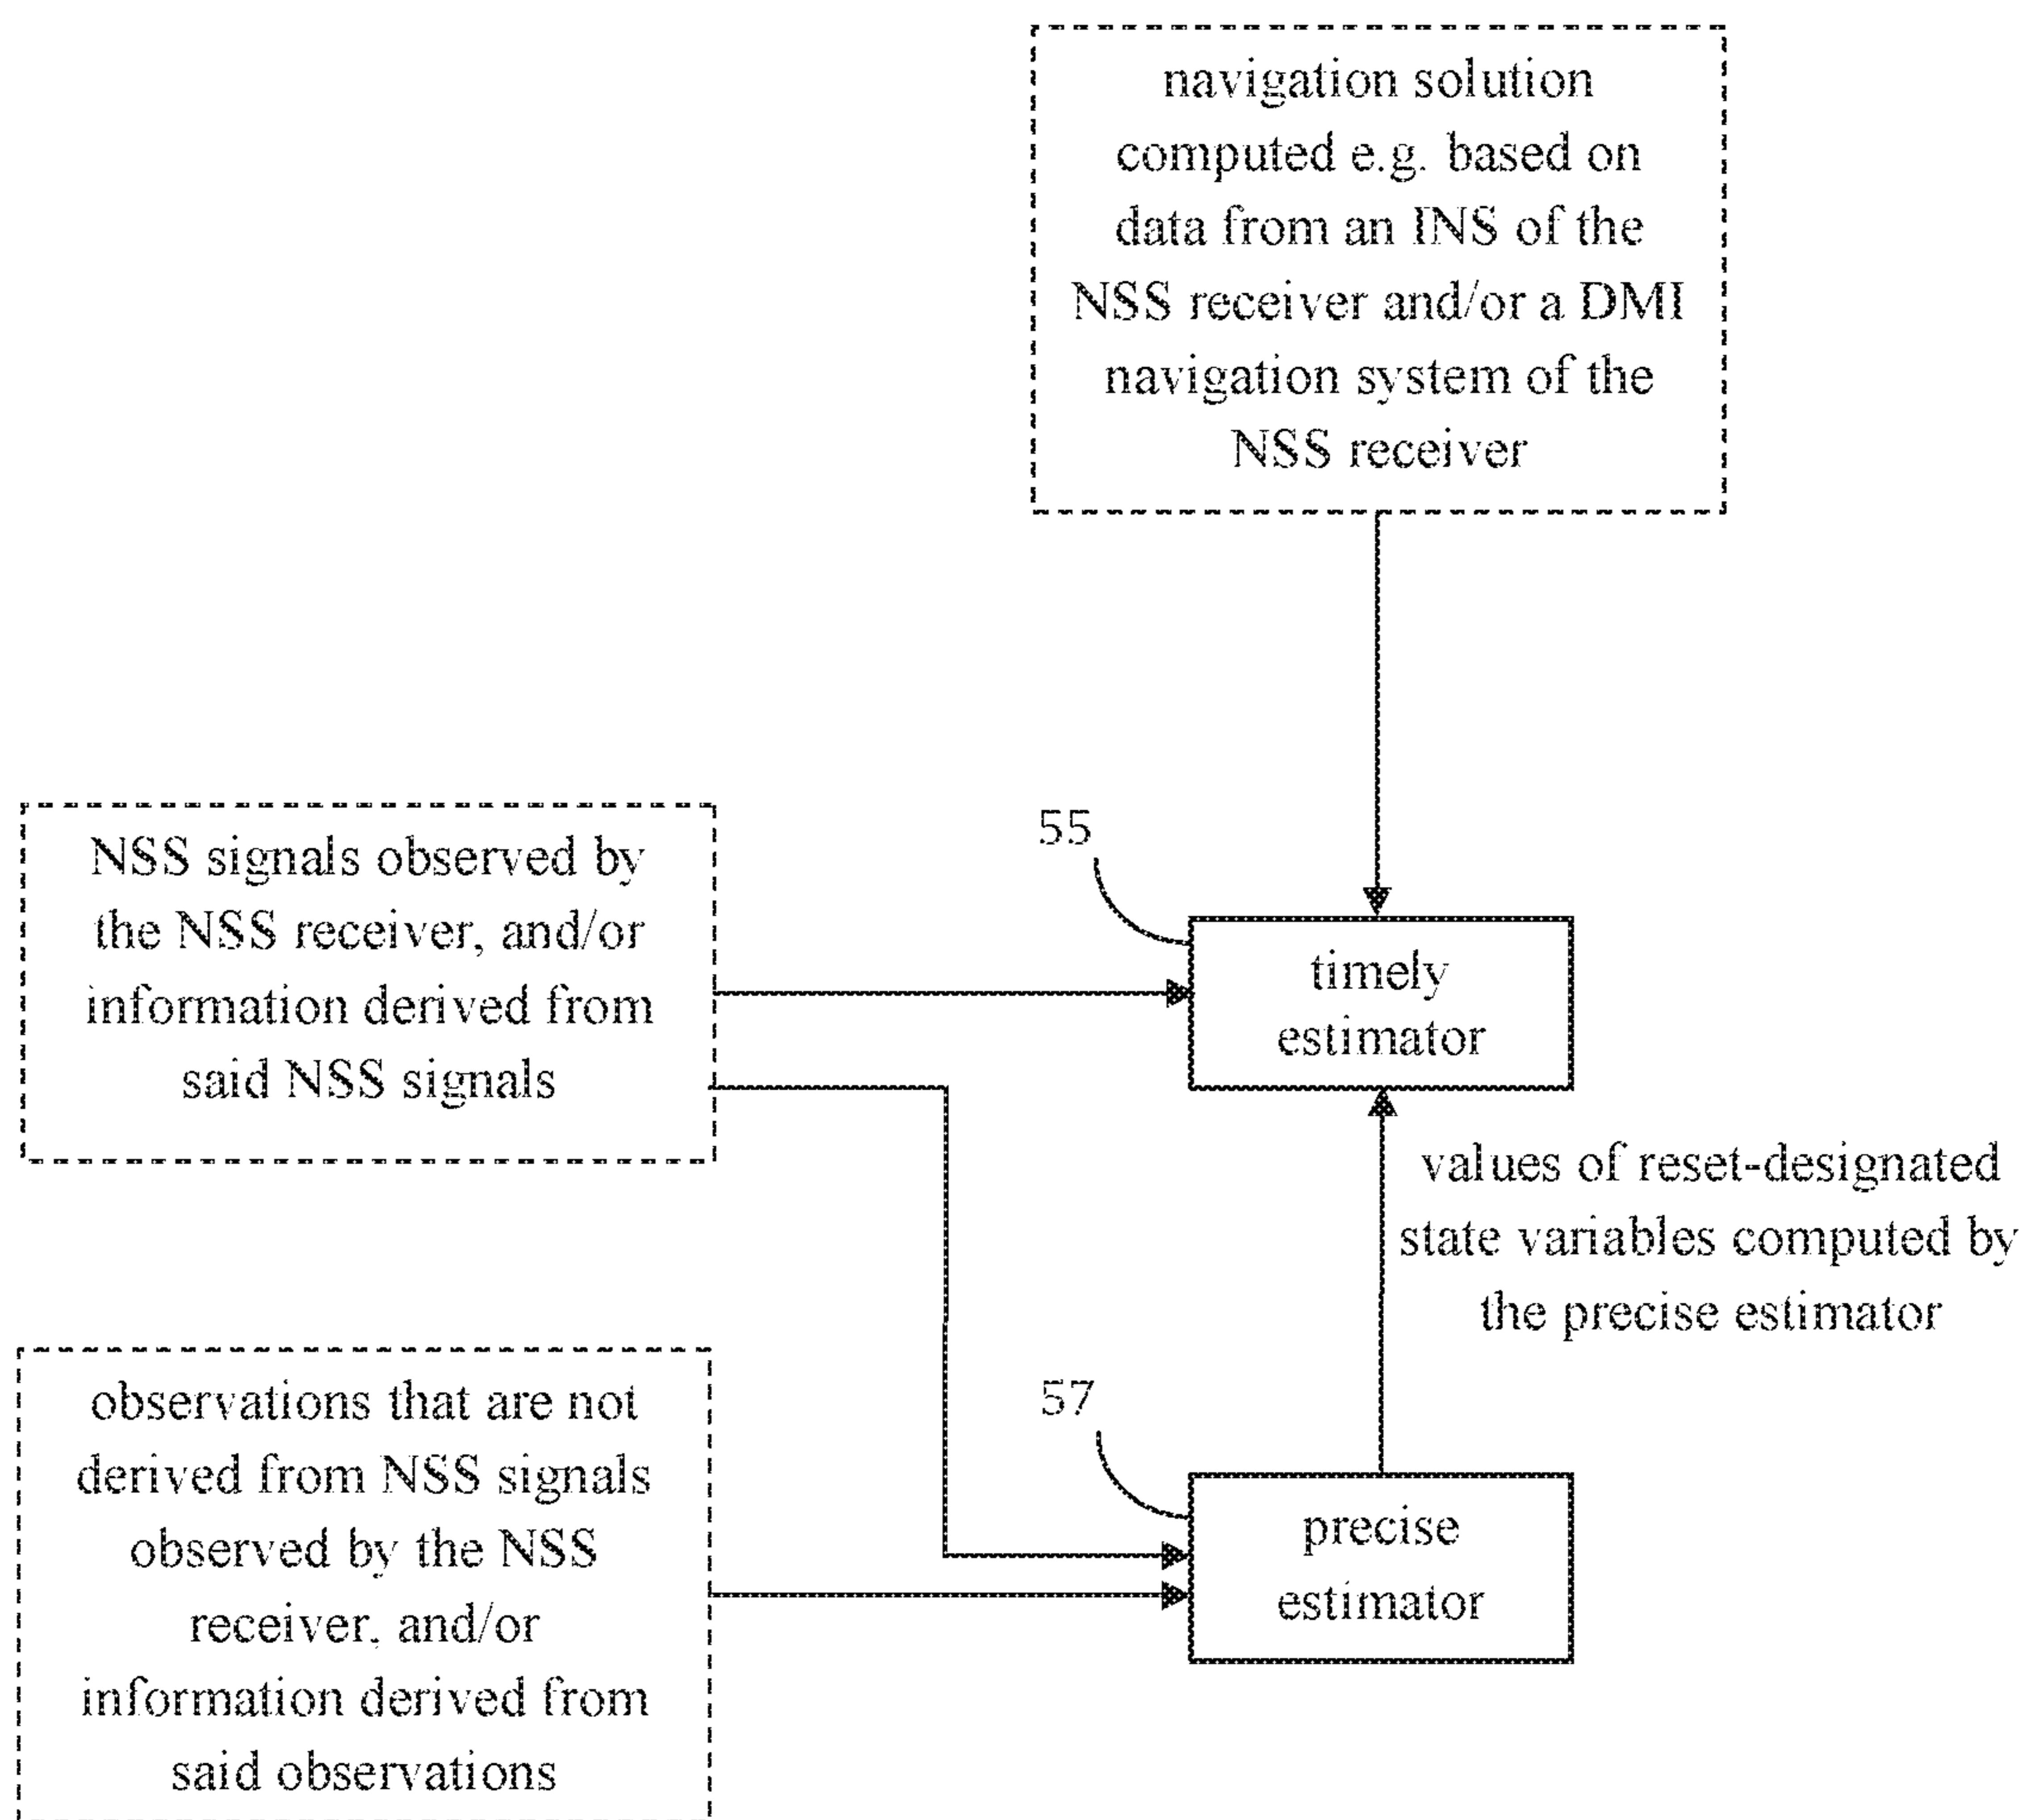 navigation solution
computed e.g. based on
data from an INS of the
NSS receiver and/or a DMI
navigation system of the
NSS receiver
NSS signals observed by
the NSS receiver, and/or
information derived from
said NSS signals
55
timely
estimator
values of reset-designated
state variables computed by
the precise estimator
observations that are not
derived from NSS signals
observed by the NSS
receiver, and/or
information derived from
said observations
57
precise
estimator